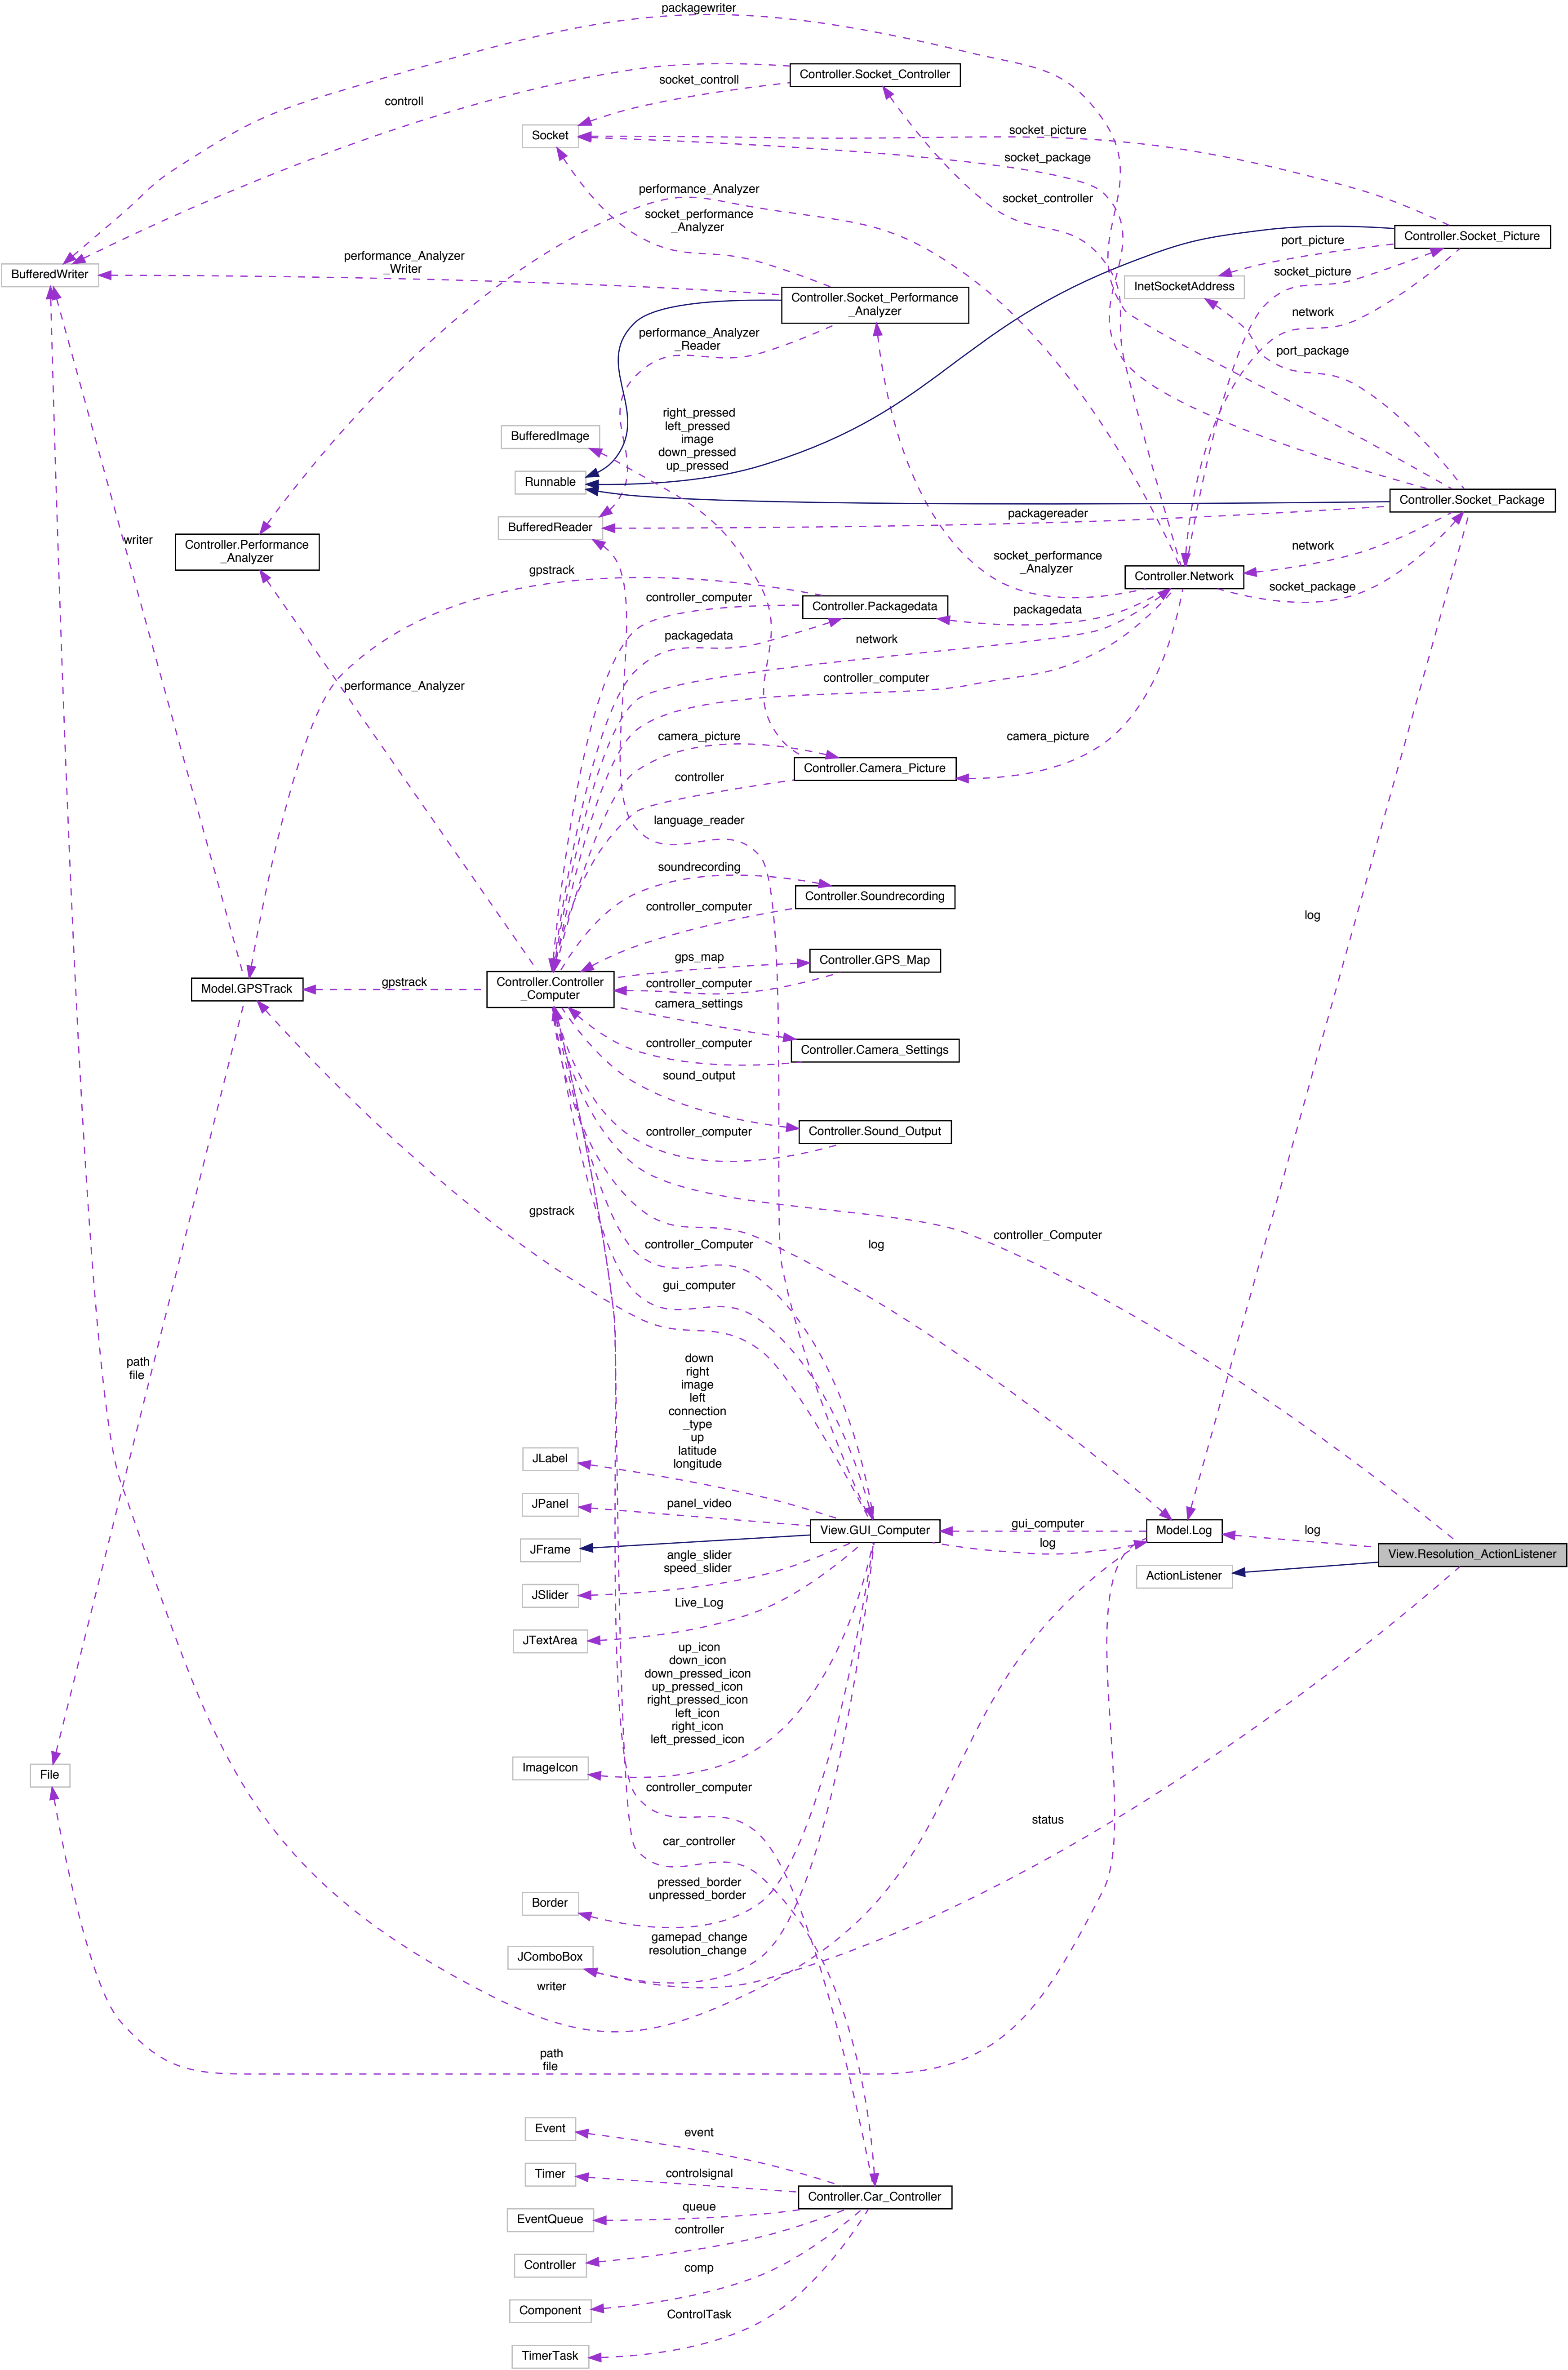 packagewriter
Controller.Socket_Controller
socket_controll
controll
Socket
socket_picture
socket_package
performance_Analyzer
socket_controller
socket_performance
_Analyzer
Controller.Socket_Picture
port_picture
performance_Analyzer
_Writer
BufferedWriter
socket_picture
InetSocketAddress
Controller.Socket_Performance
_Analyzer
network
performance_Analyzer
_Reader
port_package
right_pressed
left_pressed
image
down_pressed
up_pressed
BufferedImage
Runnable
Controller.Socket_Package
packagereader
BufferedReader
writer
Controller.Performance
_Analyzer
network
socket_performance
_Analyzer
gpstrack
Controller.Network
socket_package
controller_computer
Controller.Packagedata
packagedata
packagedata
network
controller_computer
performance_Analyzer
camera_picture
camera_picture
Controller.Camera_Picture
controller
language_reader
soundrecording
Controller.Soundrecording
controller_computer
log
gps_map
Controller.GPS_Map
Model.GPSTrack
gpstrack
Controller.Controller
_Computer
controller_computer
camera_settings
controller_computer
Controller.Camera_Settings
sound_output
controller_computer
Controller.Sound_Output
gpstrack
controller_Computer
log
controller_Computer
gui_computer
path
file
down
right
image
left
connection
_type
up
latitude
longitude
JLabel
JPanel
panel_video
gui_computer
View.GUI_Computer
Model.Log
log
log
JFrame
View.Resolution_ActionListener
angle_slider
speed_slider
ActionListener
JSlider
Live_Log
JTextArea
up_icon
down_icon
down_pressed_icon
up_pressed_icon
right_pressed_icon
left_icon
right_icon
left_pressed_icon
ImageIcon
File
controller_computer
status
car_controller
pressed_border
unpressed_border
Border
gamepad_change
resolution_change
JComboBox
writer
path
file
Event
event
Timer
controlsignal
Controller.Car_Controller
EventQueue
queue
controller
Controller
comp
Component
ControlTask
TimerTask